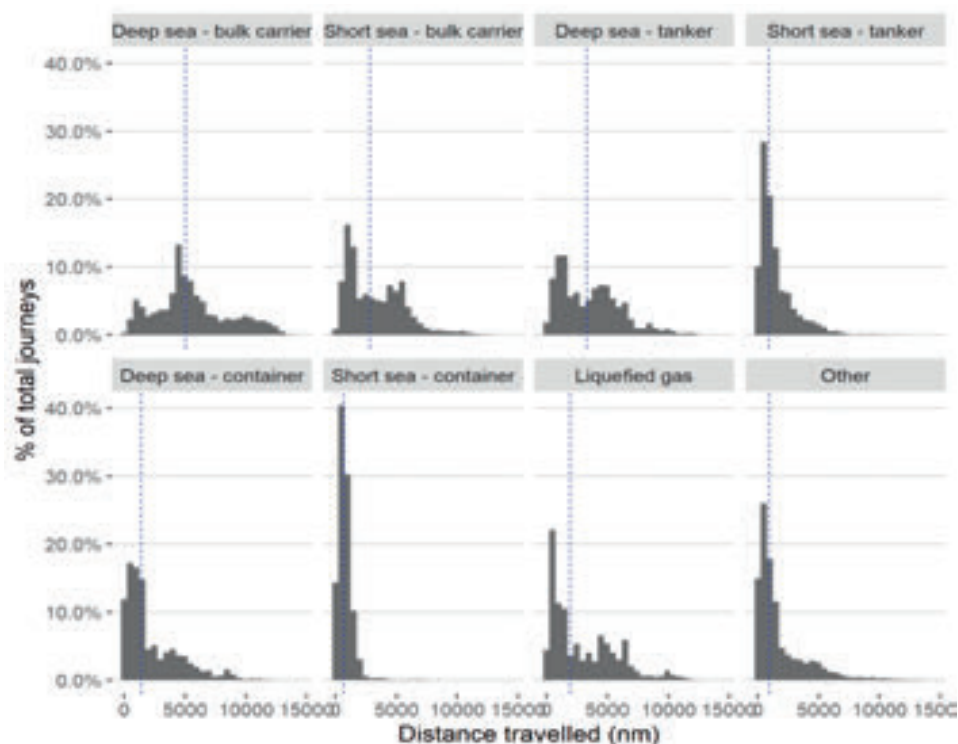 Deep sea - bulk carrier Short sea - bulk carrier Deep sea - tanker Short sea - tanker
40.0%
30.0%
20.0%
10.0%
0.0%
% of total journeys
Deep sea - container Short sea - container Liquefied gas Other
40.0%
30.0%
20.0%
10.0%
0.0%
0 5000 10000 15000 5000 10000 15000 5000 10000 15000 5000 10000 1500
Distance travelled (nm)